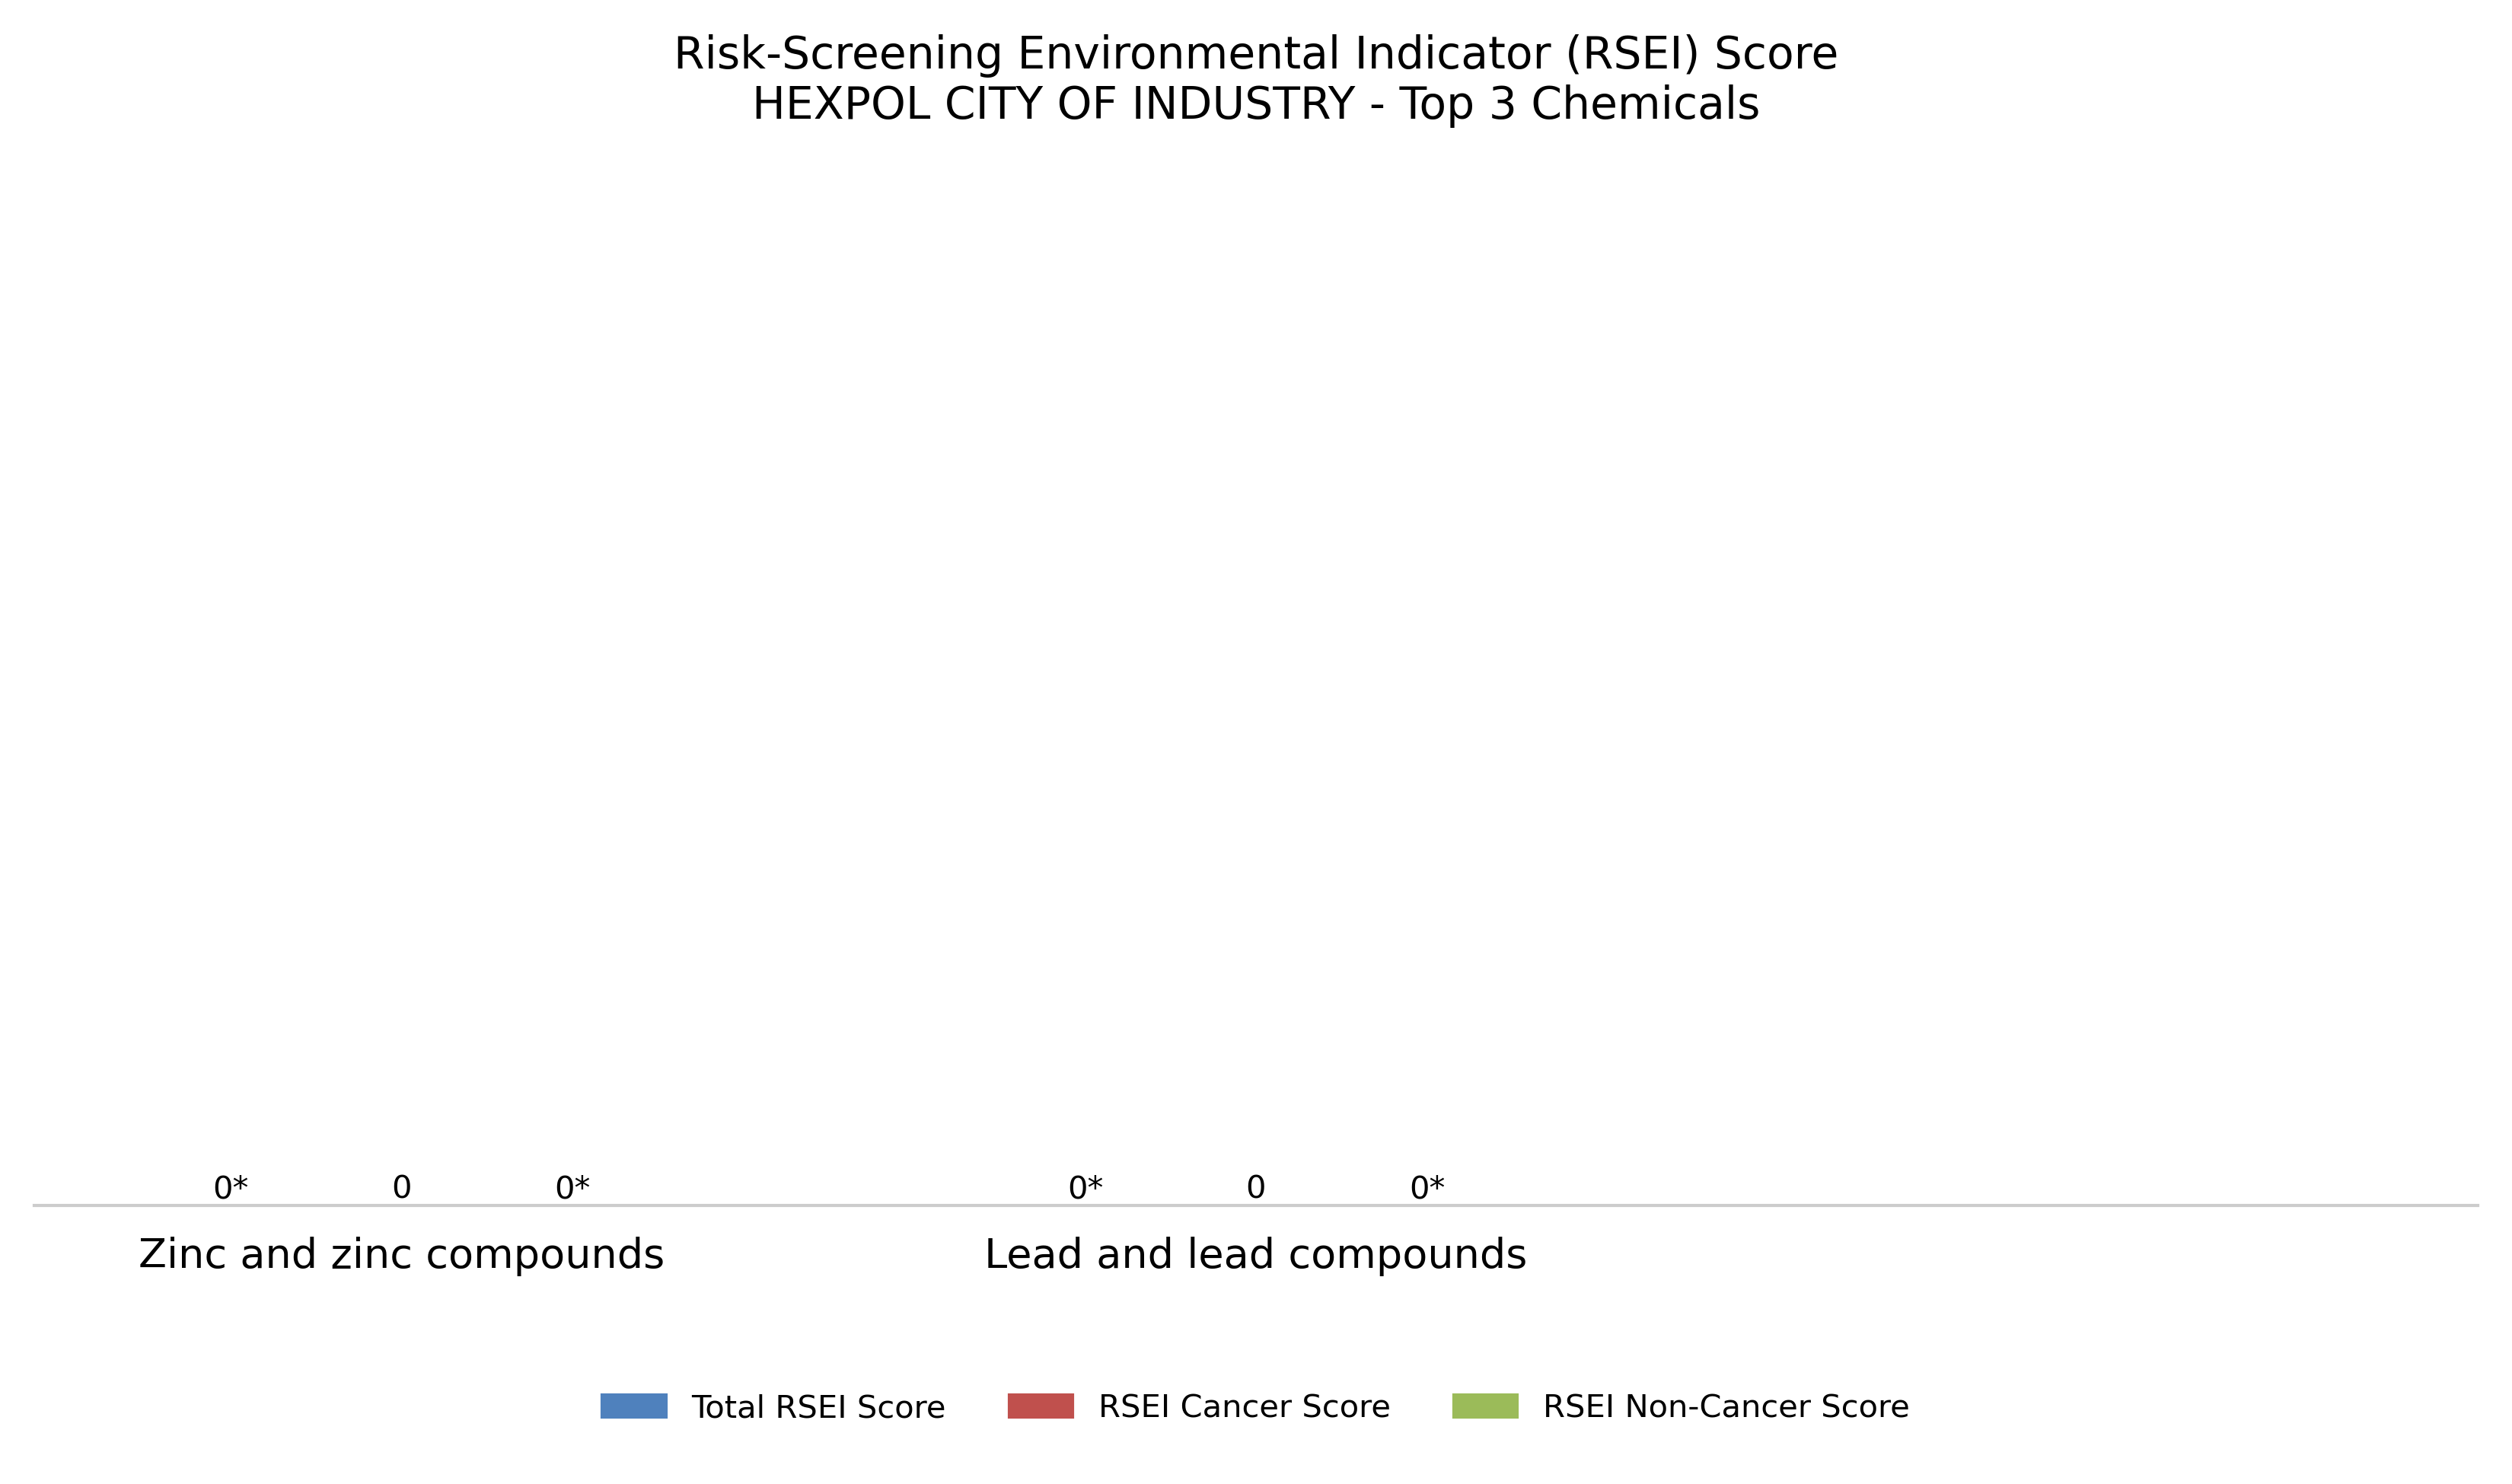 Risk-Screening Environmental Indicator (RSEI) Score
HEXPOL CITY OF INDUSTRY - Top 3 Chemicals
0* 0 0* 0* 0 0*
Zinc and zinc compounds Lead and lead compounds
Total RSEI Score RSEI Cancer Score RSEI Non-Cancer Score